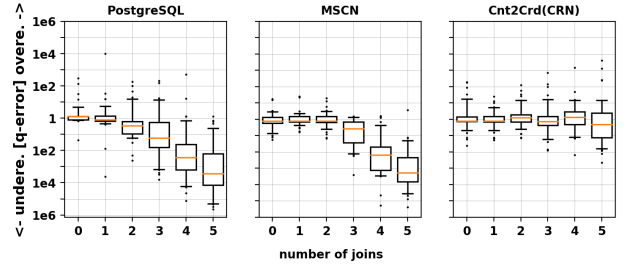 PostgreSQL
MSCN
Cnt2Crd(CRN)
<- undere. [q-error] overe. ->
1e6
1e4
1e2
1
1e2
1e4
1e6
0 1 2 3 4 5
0 1 2 3 4 5
0 1 2 3 4 5
number of joins